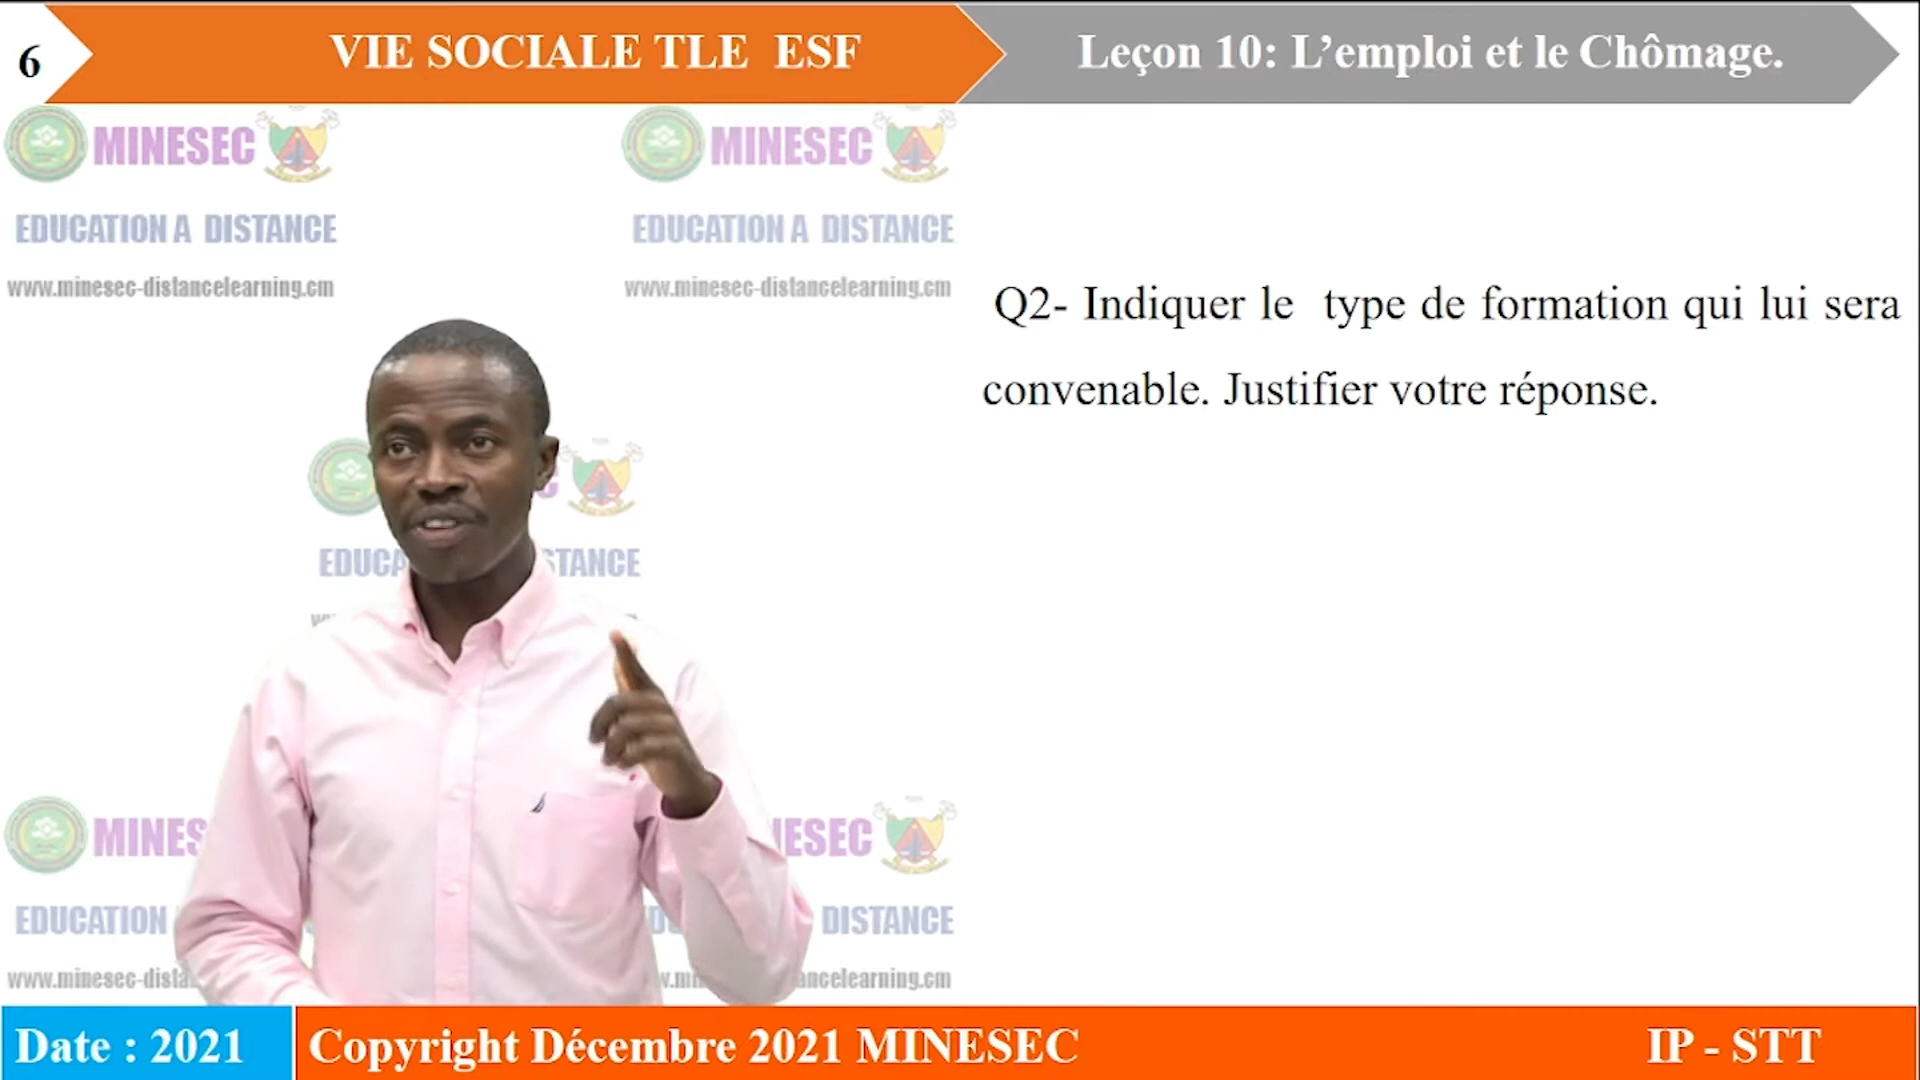 6
VIE SOCIALE TLE ESF
Leçon 10: L’emploi et le Chômage.
MINESEC
EDUCATION A DISTANCE
www.minesec-distancelearning.cm
MINESEC
EDUCATION A DISTANCE
www.minesec-distancelearning.cm
Q2- Indiquer le type de formation qui lui sera
convenable. Justifier votre réponse.
C
EDUCA STANCE
MINES
EDUCATION
www.minesec-dista
NESEC
DISTANCE
ancelearning.cm
Date : 2021
Copyright Décembre 2021 MINESEC
IP - STT